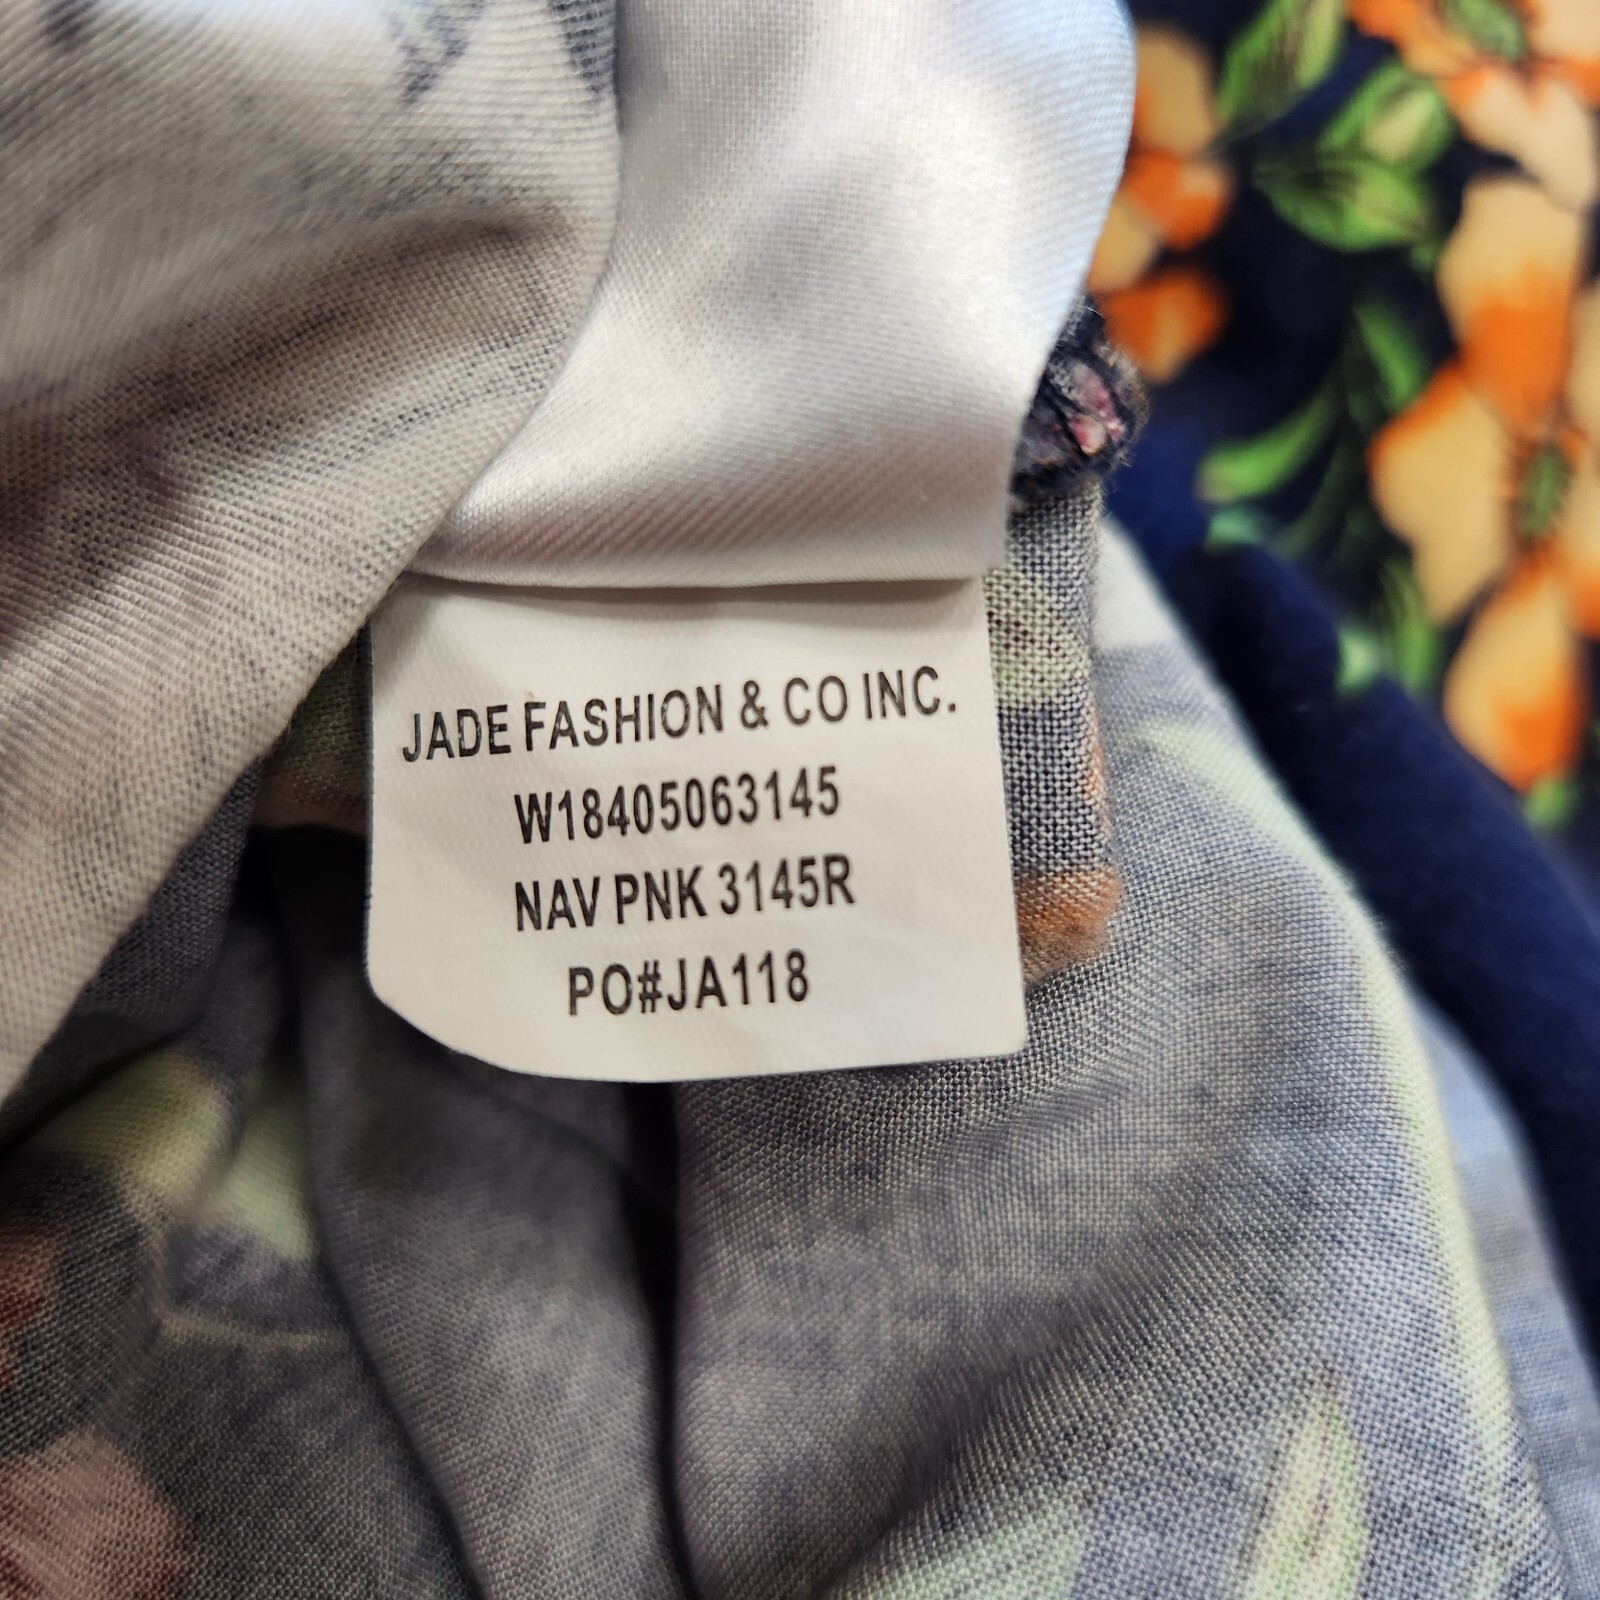 JADE FASHION & CO INC.
W18405063145
NAV PNK 3145R
PO#JA118